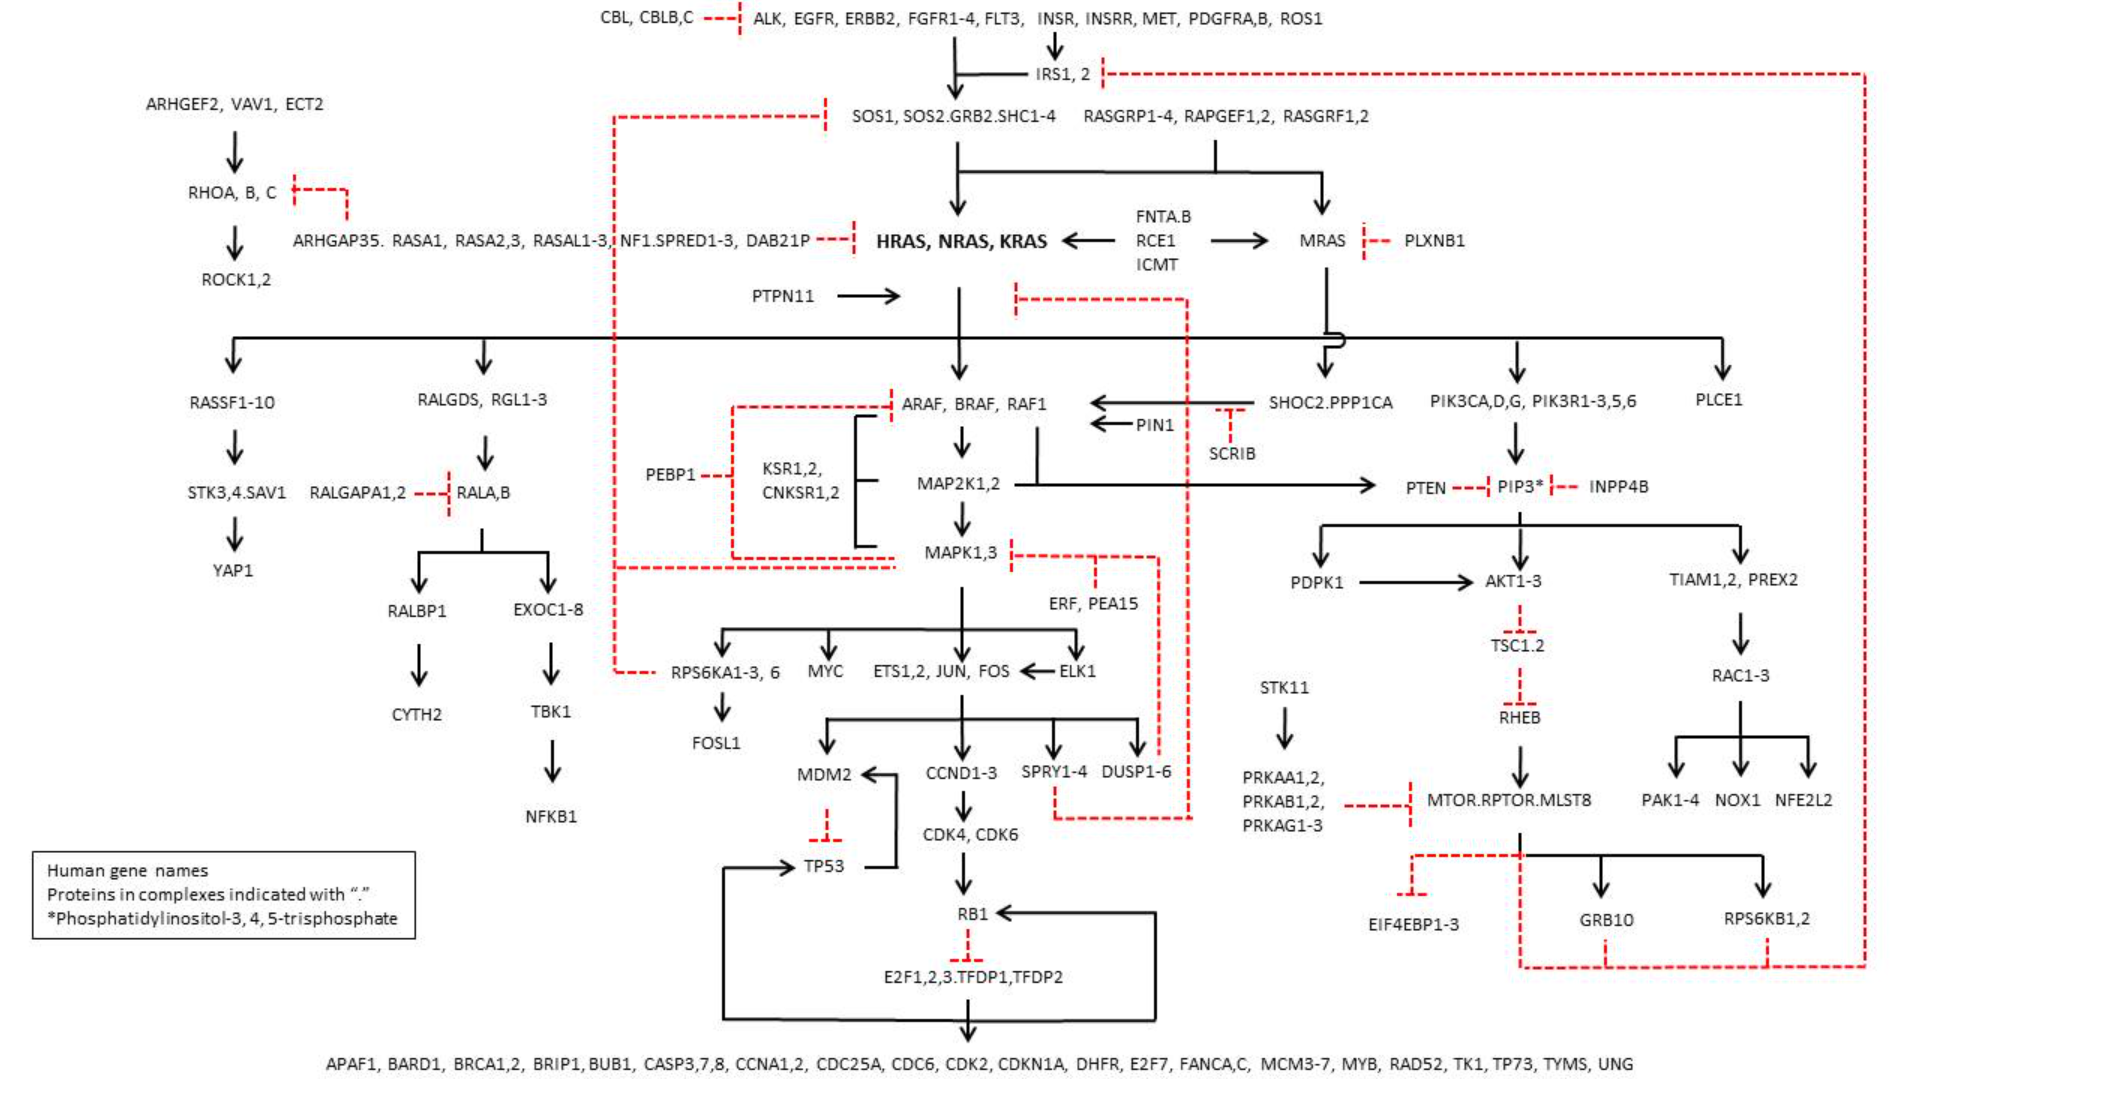 CBL, CBLB,C
ALK, EGFR, ERBB2, FGFR1-4, FLT3, INSR, INSRR, MET, PDGFRA,B, ROS1
IRS1, 2
ARHGEF2, VAV1, ECT2
SOS1, SOS2.GRB2.SHC1-4
RASGRP1-4, RAPGEF1,2, RASGRF1,2
RHOA, B, C
ARHGAP35. RASA1, RASA2,3, RASAL1-3, NF1.SPRED1-3, DAB21P
HRAS, NRAS, KRAS
FNTA.B
RCE1
ICMT
MRAS
PLXNB1
ROCK1,2
PTPN11
RASSF1-10
RALGDS, RGL1-3
ARAF, BRAF, RAF1
SHOC2.PPP1CA
PIK3CA,D,G, PIK3R1-3,5,6
PLCE1
PIN1
SCRIB
PEBP1
KSR1,2,
CNKSR1,2
MAP2K1,2
PTEN
PIP3*
INPP4B
STK3,4.SAV1
RALGAPA1,2
RALA,B
MAPK1,3
YAP1
PDPK1
AKT1-3
TIAM1,2, PREX2
RALBP1
EXOC1-8
ERF, PEA15
TSC1.2
RPS6KA1-3, 6
MYC
ETS1,2, JUN, FOS
ELK1
RAC1-3
STK11
CYTH2
TBK1
RHEB
FOSL1
MDM2
CCND1-3
SPRY1-4
DUSP1-6
PRKAA1,2,
PRKAB1,2,
PRKAG1-3
MTOR.RPTOR.MLST8
PAK1-4
NOX1
NFE2L2
NFKB1
CDK4, CDK6
TP53
Human gene names
Proteins in complexes indicated with “.”
*Phosphatidylinositol-3, 4, 5-trisphosphate
RB1
EIF4EBP1-3
GRB10
RPS6KB1,2
E2F1,2,3.TFDP1,TFDP2
APAF1, BARD1, BRCA1,2, BRIP1, BUB1, CASP3,7,8, CCNA1,2, CDC25A, CDC6, CDK2, CDKN1A, DHFR, E2F7, FANCA,C, MCM3-7, MYB, RAD52, TK1, TP73, TYMS, UNG